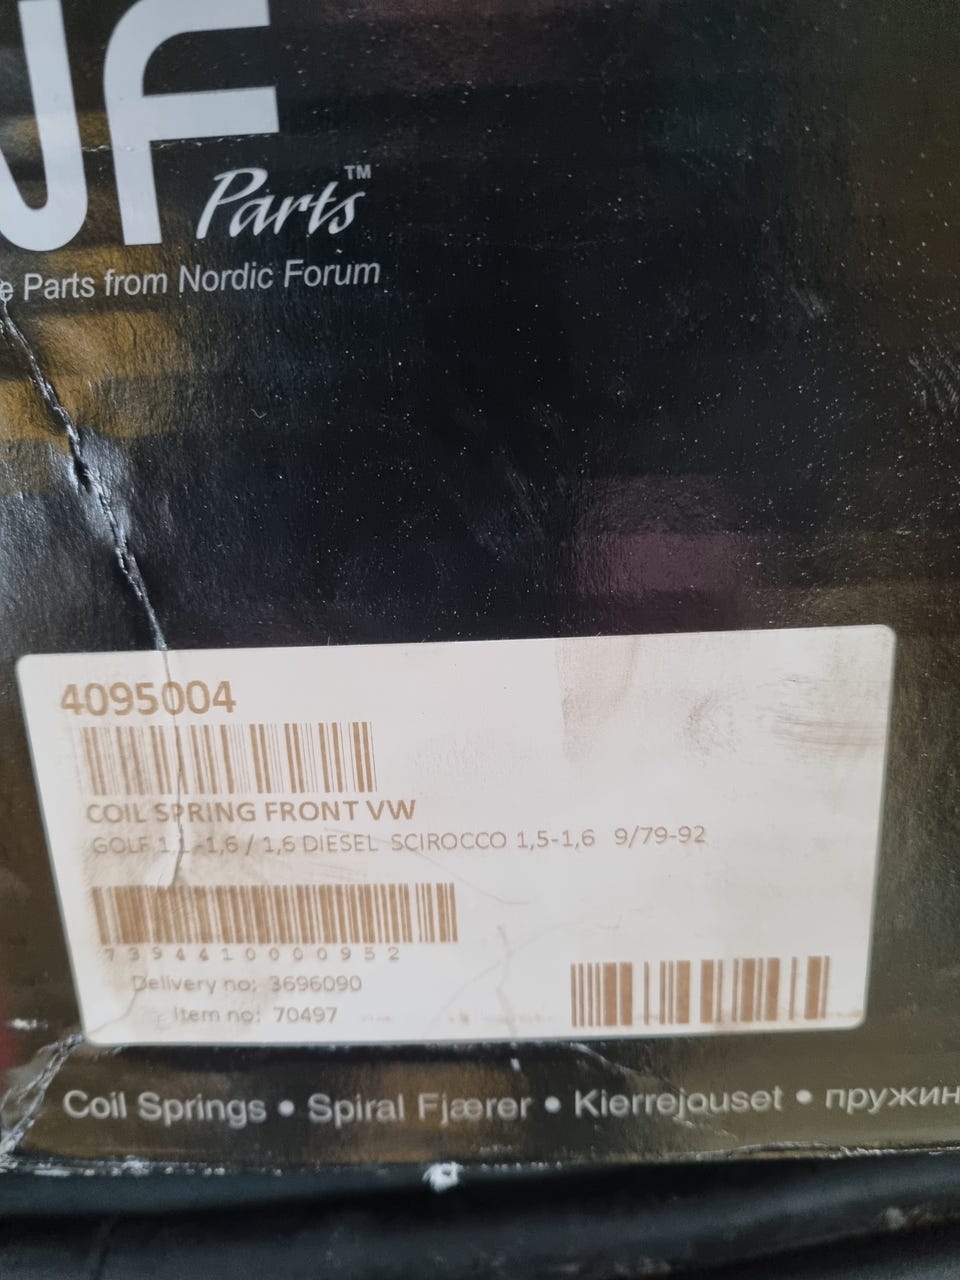 NF
Parts™
e Parts from Nordic Forum
4095004
COIL SPRING FRONT VW
GOLF 1,1-1,6 / 1,6 DIESEL SCIROCCO 1,5-1,6 9/79-92
7394410000952
Delivery no: 3696090
Item no: 70497
Coil Springs • Spiral Fjærer • Kierrejouset • пружин